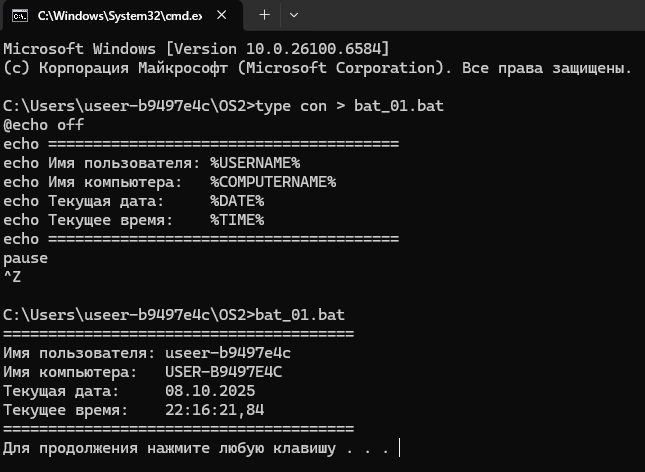 C:\Windows\System32\cmd.ex
Microsoft Windows [Version 10.0.26100.6584]
(c) Корпорация Майкрософт (Microsoft Corporation). Все права защищены.
C:\Users\useer-b9497e4c\OS2>type con > bat_01.bat
@echo off
echo =======================================
echo Имя пользователя: %USERNAME%
echo Имя компьютера:   %COMPUTERNAME%
echo Текущая дата:     %DATE%
echo Текущее время:    %TIME%
echo =======================================
pause
^Z
C:\Users\useer-b9497e4c\OS2>bat_01.bat
=======================================
Имя пользователя: useer-b9497e4c
Имя компьютера:   USER-B9497E4C
Текущая дата:     08.10.2025
Текущее время:    22:16:21,84
=======================================
Для продолжения нажмите любую клавишу . . .